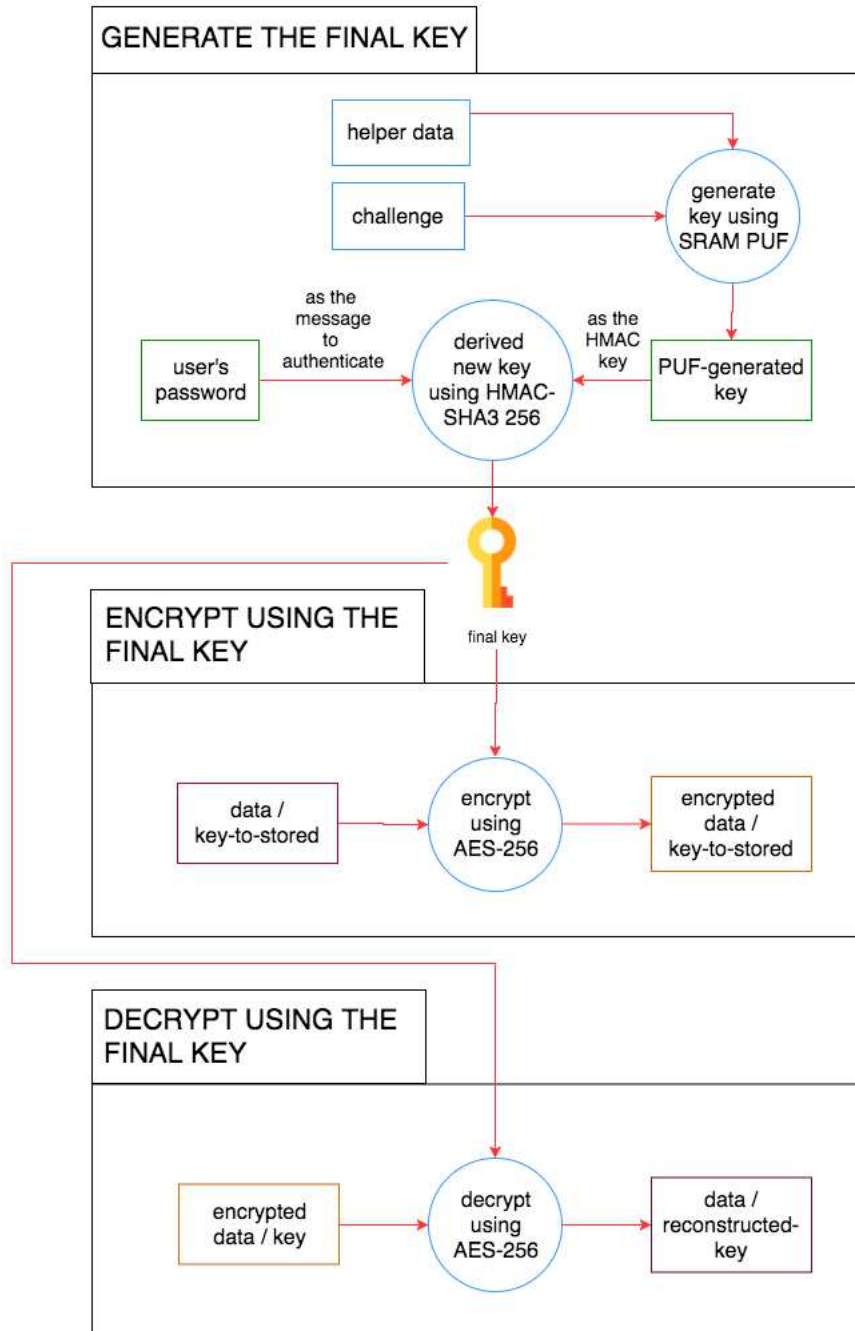 GENERATE THE FINAL KEY
helper data
challenge
generate
key using
SRAM PUF
as the
message
to
authenticate
as the
HMAC
key
user's
password
derived
new key
using HMAC-
SHA3 256
PUF-generated
key
final key
ENCRYPT USING THE
FINAL KEY
data /
key-to-stored
encrypt
using
AES-256
encrypted
data /
key-to-stored
DECRYPT USING THE
FINAL KEY
encrypted
data / key
decrypt
using
AES-256
data /
reconstructed-
key